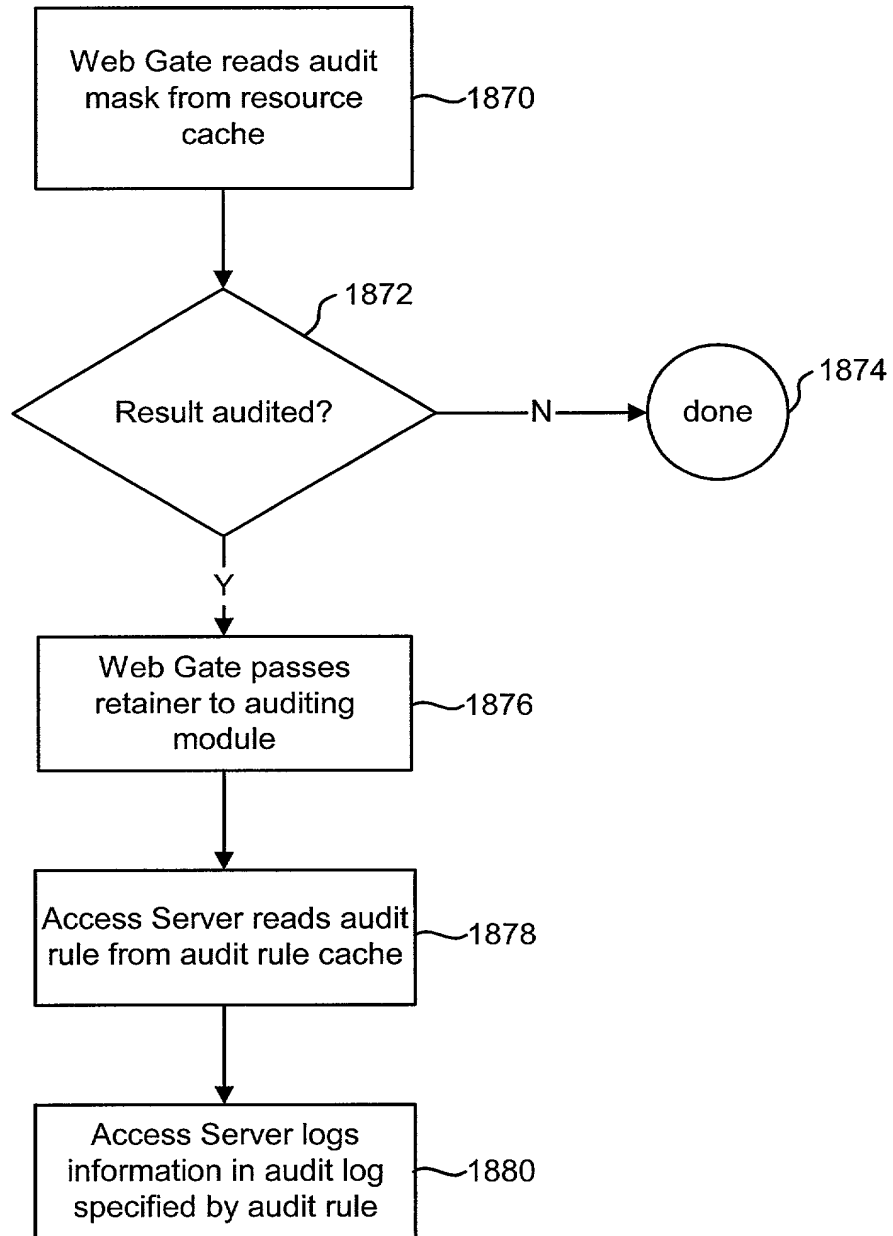 Web Gate reads audit
mask from resource
cache
1870
1872
Result audited?
N
done
1874
Y
Web Gate passes
retainer to auditing
module
1876
Access Server reads audit
rule from audit rule cache
1878
Access Server logs
information in audit log
specified by audit rule
1880